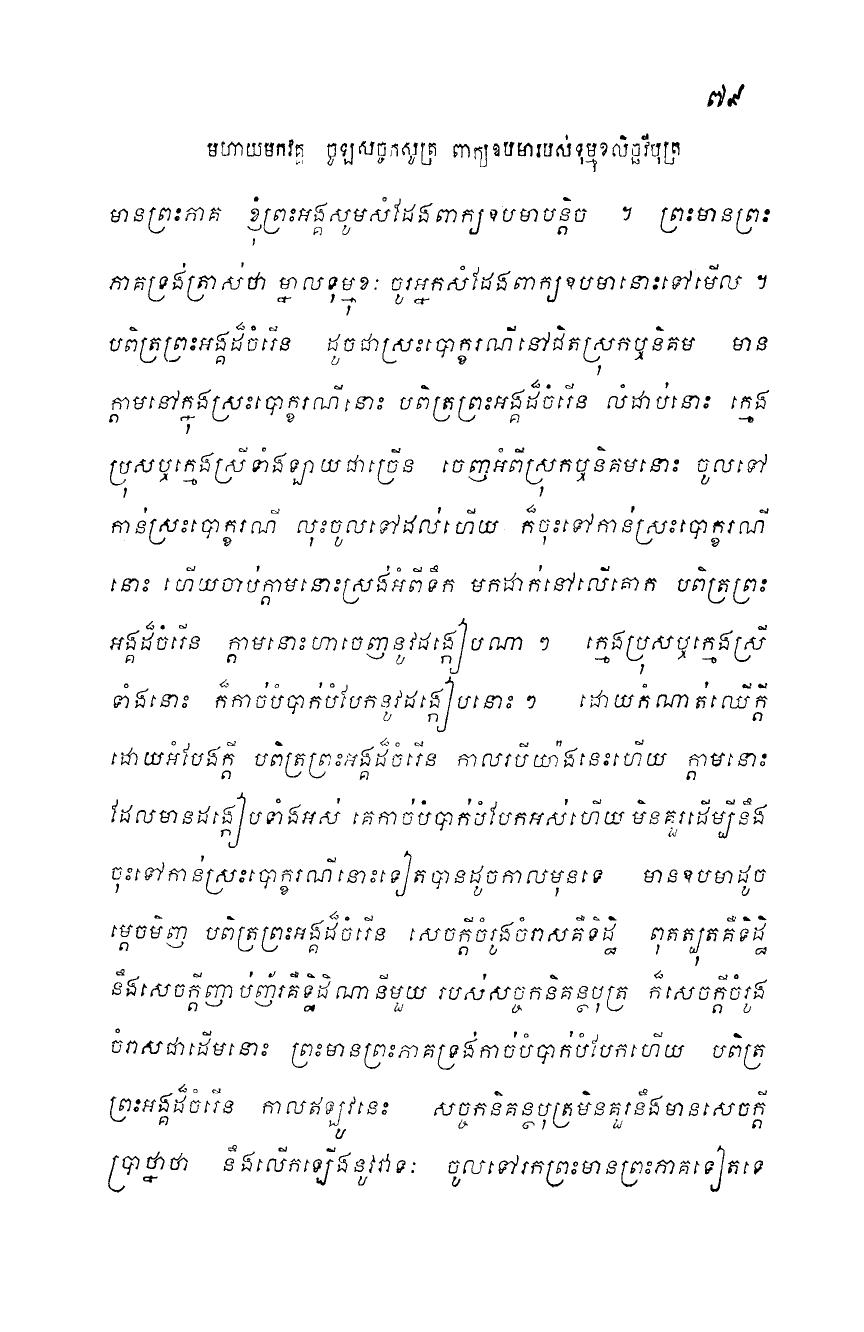 ៧៩
មហាយមកវគ្គ ចូឡសច្ចកសូត្រ ពាក្យឧបមារបស់ទុម្មុខលិច្ឆវីបុត្រ
មានព្រះភាគ ខ្ញុំព្រះអង្គសូមសំដែងពាក្យឧបមាបន្តិច ។ ព្រះមានព្រះ
ភាគទ្រង់ត្រាស់ថា ម្នាលទុម្មុខៈ ចូរអ្នកសំដែងពាក្យឧបមានោះទៅមើល ។
បពិត្រព្រះអង្គដ៏ចំរើន ដូចជាស្រះបោក្ខរណីនៅជិតស្រុកឬនិគម មាន
ក្តាមនៅក្នុងស្រះបោក្ខរណីនោះ បពិត្រព្រះអង្គដ៏ចំរើន លំដាប់នោះ ក្មេង
ប្រុសឬក្មេងស្រីទាំងឡាយជាច្រើន ចេញអំពីស្រុកឬនិគមនោះ ចូលទៅ
កាន់ស្រះបោក្ខរណី លុះចូលទៅដល់ហើយ ក៏ចុះទៅកាន់ស្រះបោក្ខរណី
នោះ ហើយចាប់ក្តាមនោះស្រង់អំពីទឹក មកដាក់នៅលើគោក បពិត្រព្រះ
អង្គដ៏ចំរើន ក្តាមនោះហាចេញនូវដង្កៀបណា ៗ ក្មេងប្រុសឬក្មេងស្រី
ទាំងនោះ ក៏កាច់បំបាក់បំបែកនូវដង្កៀបនោះ ៗ ដោយកំណាត់ឈើក្តី
ដោយអំបែងក្តី បពិត្រព្រះអង្គដ៏ចំរើន កាលបើយ៉ាងនេះហើយ ក្តាមនោះ
ដែលមានដង្កៀបទាំងអស់ គេកាច់បំបាក់បំបែកអស់ហើយ មិនគួរដើម្បីនឹង
ចុះទៅកាន់ស្រះបោក្ខរណីនោះទៀតបានដូចកាលមុនទេ មានឧបមាដូច
ម្តេចមិញ បពិត្រព្រះអង្គដ៏ចំរើន សេចក្តីចំរូងចំរាសគឺទិដ្ឋិ ពុតត្បុតគឺទិដ្ឋិ
នឹងសេចក្តីញាប់ញ័រគឺទិដ្ឋិណានីមួយ របស់សច្ចកនិគន្ថបុត្រ ក៏សេចក្តីចំរូង
ចំរាសជាដើមនោះ ព្រះមានព្រះភាគទ្រង់កាច់បំបាក់បំបែកហើយ បពិត្រ
ព្រះអង្គដ៏ចំរើន កាលឥឡូវនេះ សច្ចកនិគន្ថបុត្រមិនគួរនឹងមានសេចក្តី
ប្រាថ្នាថា នឹងលើកឡើងនូវវាទៈ ចូលទៅរកព្រះមានព្រះភាគទៀតទេ